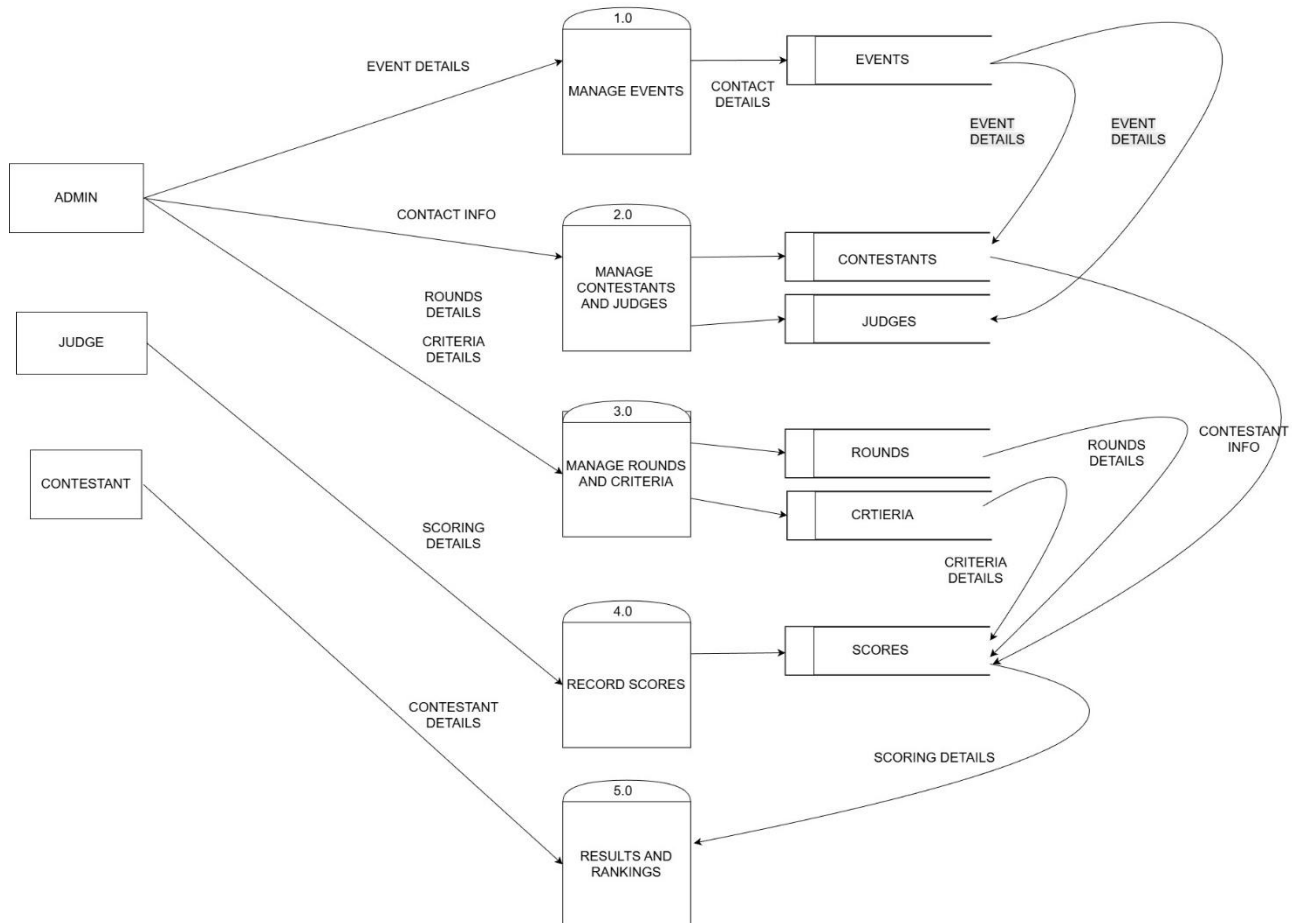 1.0
MANAGE EVENTS
EVENTS
EVENT DETAILS
CONTACT
DETAILS
EVENT
DETAILS
EVENT
DETAILS
ADMIN
CONTACT INFO
2.0
MANAGE
CONTESTANTS
AND JUDGES
CONTESTANTS
JUDGES
ROUNDS
DETAILS
CRITERIA
DETAILS
JUDGE
3.0
MANAGE ROUNDS
AND CRITERIA
ROUNDS
CRTIERIA
ROUNDS
DETAILS
CONTESTANT
INFO
CONTESTANT
SCORING
DETAILS
CRITERIA
DETAILS
4.0
RECORD SCORES
SCORES
CONTESTANT
DETAILS
SCORING DETAILS
5.0
RESULTS AND
RANKINGS